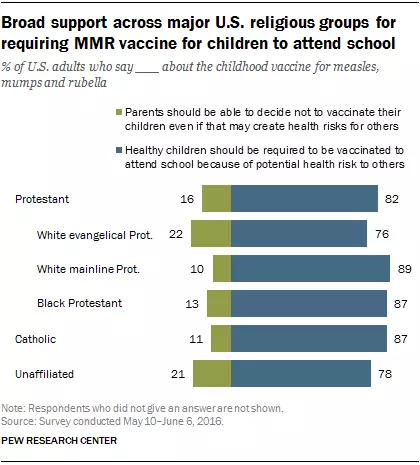 Broad support across major U.S. religious groups for
requiring MMR vaccine for children to attend school
% of U.S. adults who say ___ about the childhood vaccine for measles,
mumps and rubella
Parents should be able to decide not to vaccinate their
children even if that may create health risks for others
Healthy children should be required to be vaccinated to
attend school because of potential health risk to others
Protestant 16 82
White evangelical Prot. 22 76
White mainline Prot. 10 89
Black Protestant 13 87
Catholic 11 87
Unaffiliated 21 78
Note: Respondents who did not give an answer are not shown.
Source: Survey conducted May 10–June 6, 2016.
PEW RESEARCH CENTER